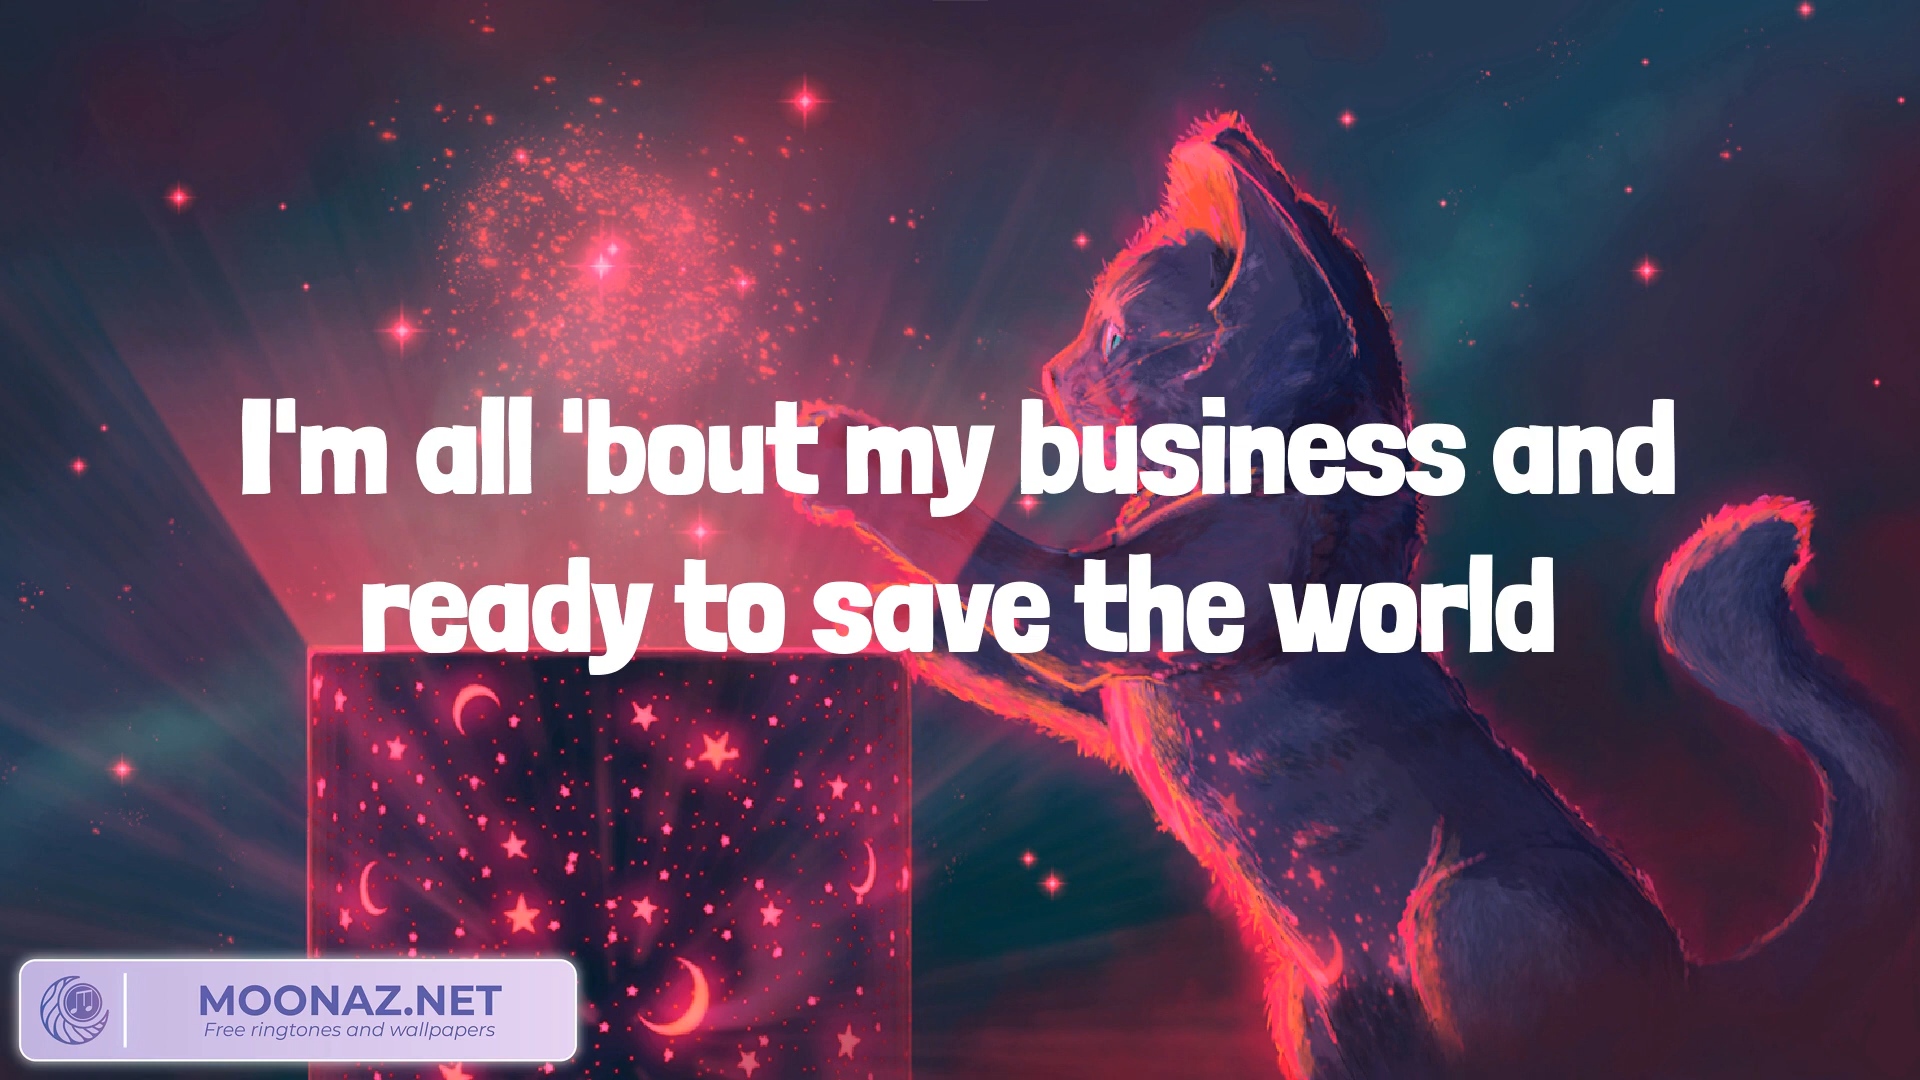 I'm all 'bout my business and
ready to save the world
MOONAZ.NET
Free ringtones and wallpapers